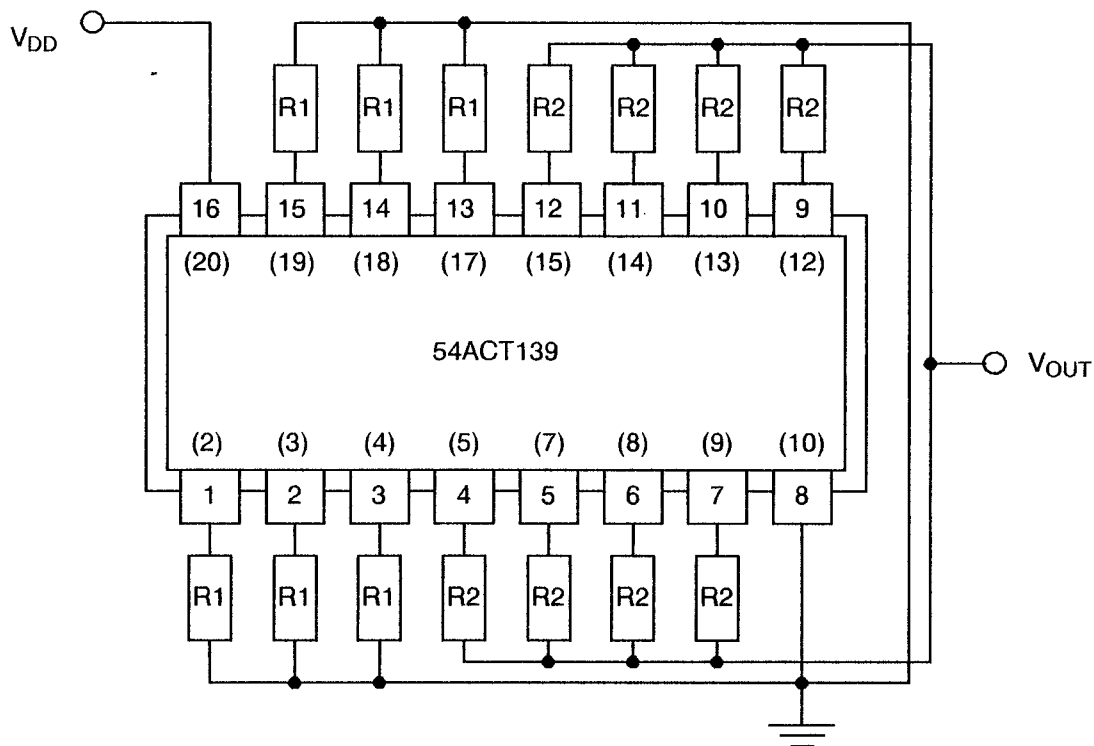 V_DD
R1 R1 R1 R2 R2 R2 R2
16 15 14 13 12 11 10 9
(20) (19) (18) (17) (15) (14) (13) (12)
54ACT139
V_OUT
(2) (3) (4) (5) (7) (8) (9) (10)
1 2 3 4 5 6 7 8
R1 R1 R1 R2 R2 R2 R2